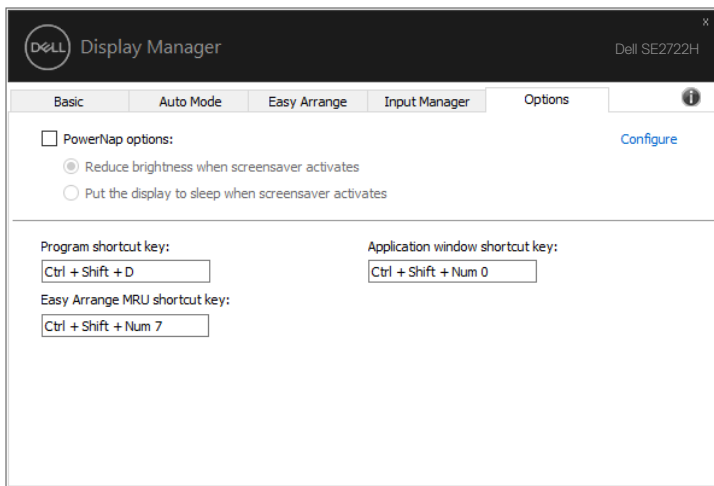 x
DELL Display Manager Dell SE2722H
Basic Auto Mode Easy Arrange Input Manager Options i
PowerNap options: Configure
Reduce brightness when screensaver activates
Put the display to sleep when screensaver activates
Program shortcut key: Application window shortcut key:
Ctrl + Shift + D Ctrl + Shift + Num 0
Easy Arrange MRU shortcut key:
Ctrl + Shift + Num 7